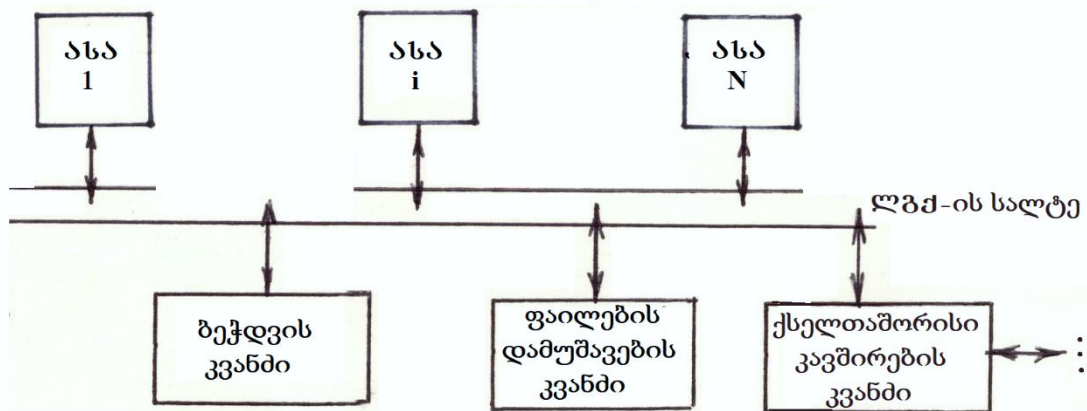 ასა
1
ასა
i
ასა
N
ლგქ-ის სალტე
ბეჭდვის
კვანძი
ფაილების
დამუშავების
კვანძი
ქსელთაშორისი
კავშირების
კვანძი